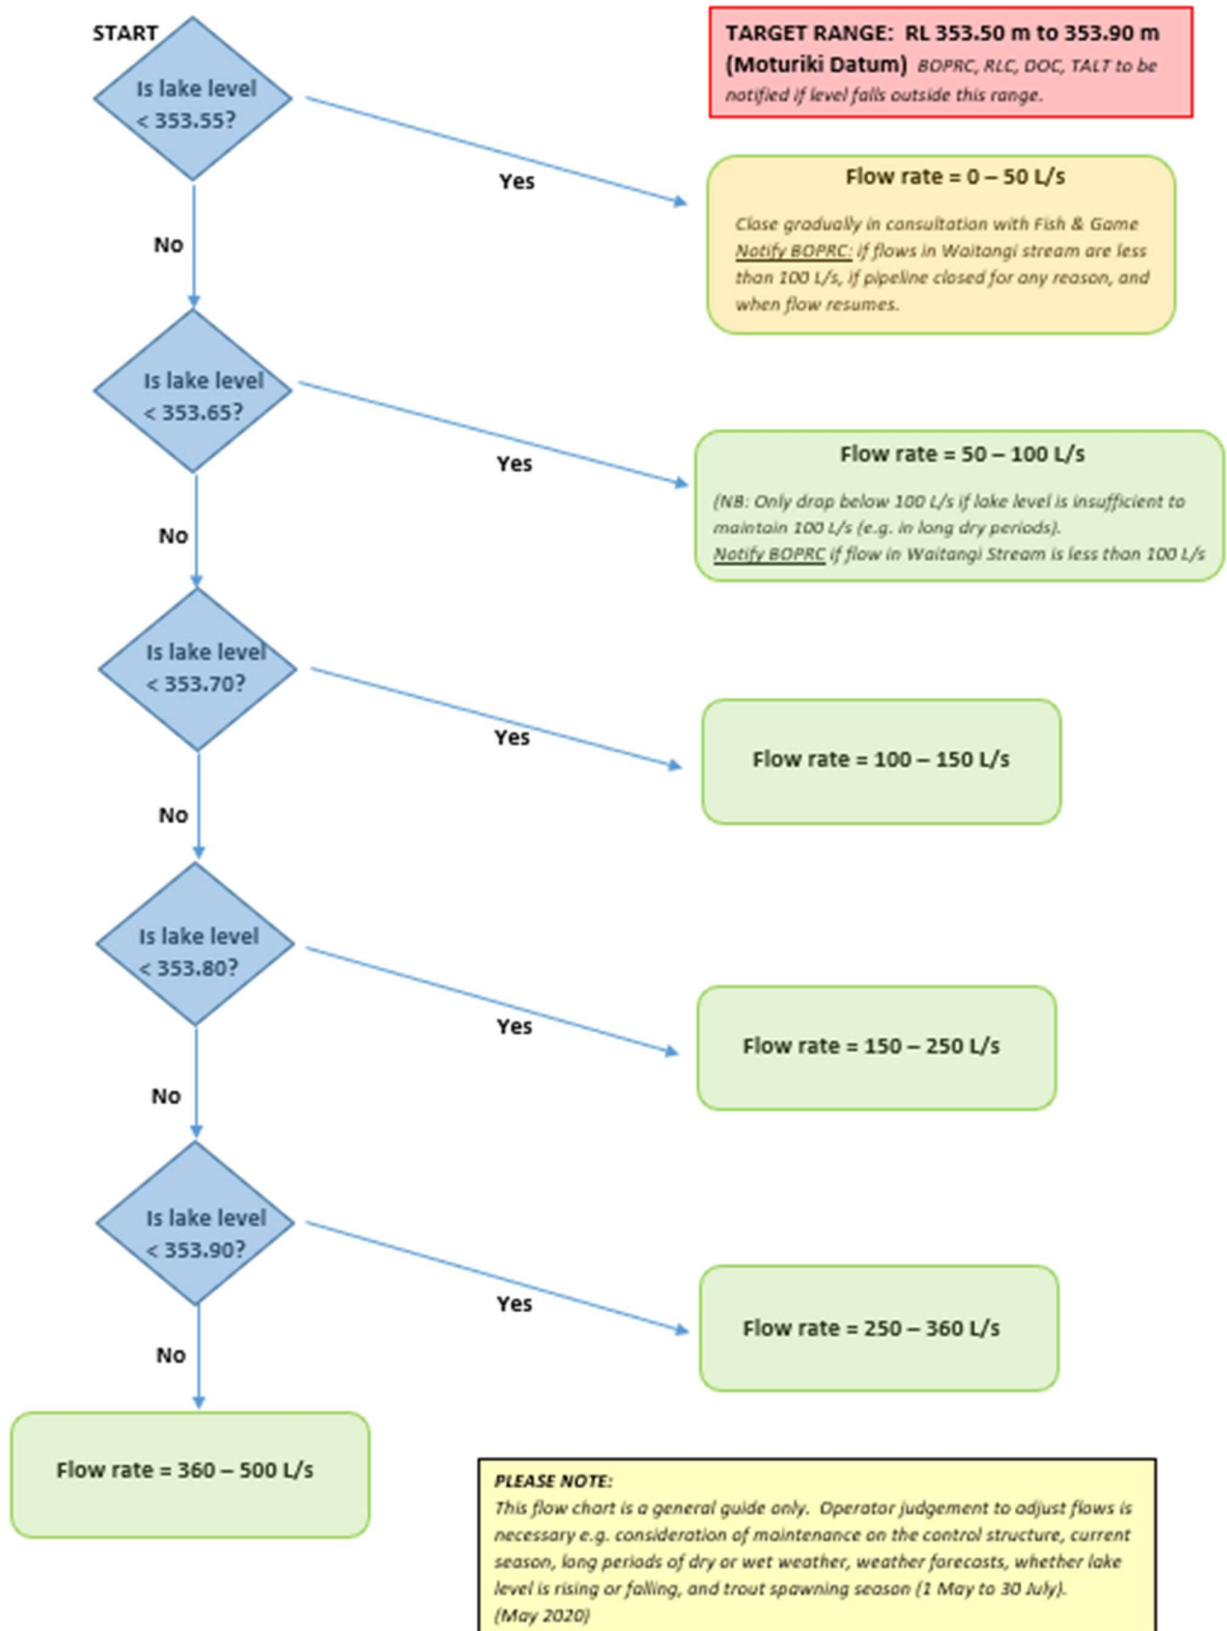 START
Is lake level
< 353.55?
Yes
No
TARGET RANGE: RL 353.50 m to 353.90 m
(Moturiki Datum) BOPRC, RLC, DOC, TALT to be
notified if level falls outside this range.
Flow rate = 0 – 50 L/s
Close gradually in consultation with Fish & Game
Notify BOPRC: if flows in Waitangi stream are less
than 100 L/s, if pipeline closed for any reason, and
when flow resumes.
Is lake level
< 353.65?
Yes
No
Flow rate = 50 – 100 L/s
(NB: Only drop below 100 L/s if lake level is insufficient to
maintain 100 L/s (e.g. in long dry periods).
Notify BOPRC if flow in Waitangi Stream is less than 100 L/s
Is lake level
< 353.70?
Yes
No
Flow rate = 100 – 150 L/s
Is lake level
< 353.80?
Yes
No
Flow rate = 150 – 250 L/s
Is lake level
< 353.90?
Yes
No
Flow rate = 250 – 360 L/s
Flow rate = 360 – 500 L/s
PLEASE NOTE:
This flow chart is a general guide only. Operator judgement to adjust flows is
necessary e.g. consideration of maintenance on the control structure, current
season, long periods of dry or wet weather, weather forecasts, whether lake
level is rising or falling, and trout spawning season (1 May to 30 July).
(May 2020)